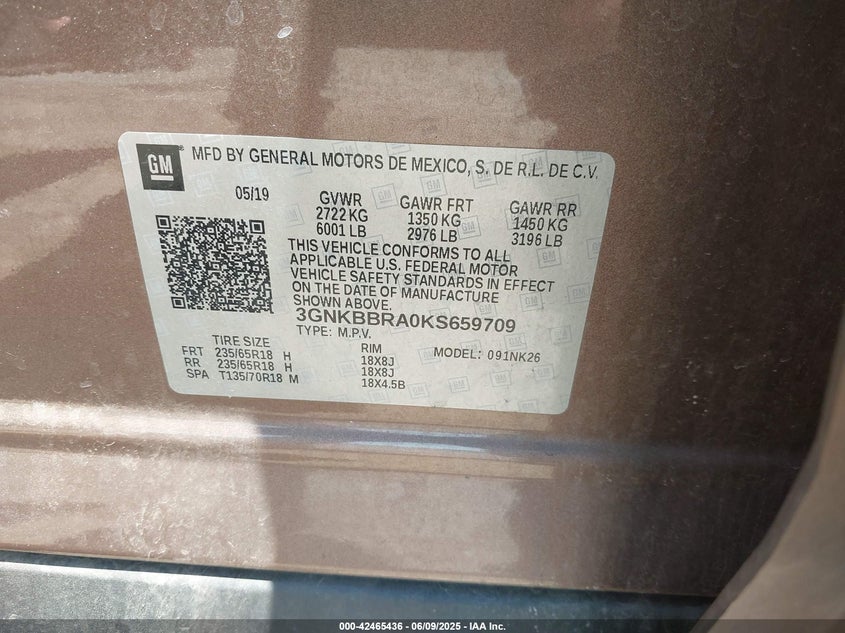 GM MFD BY GENERAL MOTORS DE MEXICO, S. DE R.L. DE C.V.
05/19 GVWR GAWR FRT GAWR RR
2722 KG 1350 KG 1450 KG
6001 LB 2976 LB 3196 LB
THIS VEHICLE CONFORMS TO ALL
APPLICABLE U.S. FEDERAL MOTOR
VEHICLE SAFETY STANDARDS IN EFFECT
ON THE DATE OF MANUFACTURE
SHOWN ABOVE.
3GNKBBRA0KS659709
TYPE: M.P.V.
TIRE SIZE RIM MODEL: 091NK26
FRT 235/65R18 H 18X8J
RR 235/65R18 H 18X8J
SPA T135/70R18 M 18X4.5B
000-42465436 - 06/09/2025 - IAA Inc.